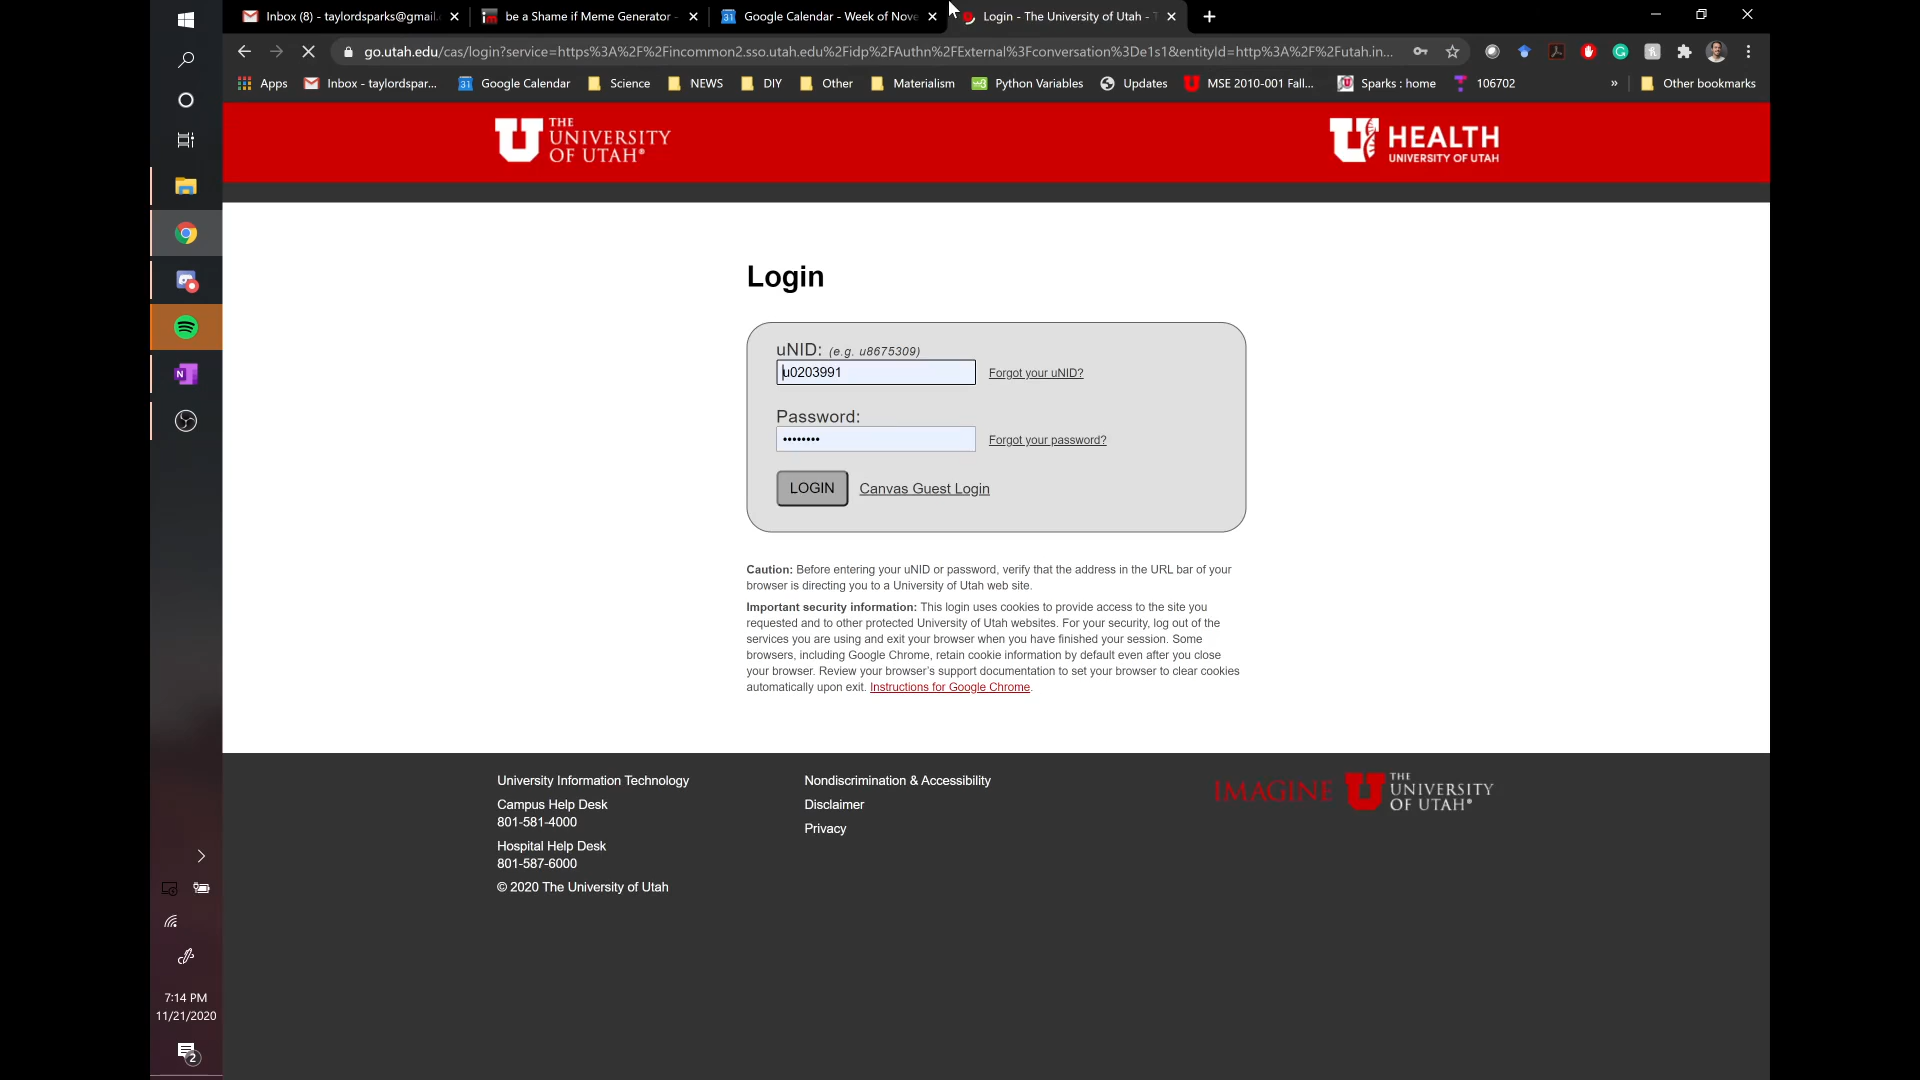 Inbox (8) - taylordsparks@gmail.
be a Shame if Meme Generator -
Google Calendar - Week of Nove
Login - The University of Utah - T
go.utah.edu/cas/login?service=https%3A%2F%2Fincommon2.sso.utah.edu%2Fidp%2FAuthn%2FExternal%3Fconversation%3De1s1&entityId=http%3A%2F%2Futah.in...
Apps
Inbox - taylordspar...
31 Google Calendar
Science
NEWS
DIY
Other
Materialism
Python Variables
Updates
MSE 2010-001 Fall...
Sparks : home
106702
»
Other bookmarks
U THE UNIVERSITY OF UTAH®
U HEALTH
UNIVERSITY OF UTAH
Login
uNID: (e.g. u8675309)
u0203991
Forgot your uNID?
Password:
••••••••
Forgot your password?
LOGIN
Canvas Guest Login
Caution: Before entering your uNID or password, verify that the address in the URL bar of your
browser is directing you to a University of Utah web site.
Important security information: This login uses cookies to provide access to the site you
requested and to other protected University of Utah websites. For your security, log out of the
services you are using and exit your browser when you have finished your session. Some
browsers, including Google Chrome, retain cookie information by default even after you close
your browser. Review your browser's support documentation to set your browser to clear cookies
automatically upon exit. Instructions for Google Chrome.
University Information Technology
Campus Help Desk
801-581-4000
Hospital Help Desk
801-587-6000
© 2020 The University of Utah
Nondiscrimination & Accessibility
Disclaimer
Privacy
IMAGINE U THE UNIVERSITY OF UTAH®
7:14 PM
11/21/2020
2